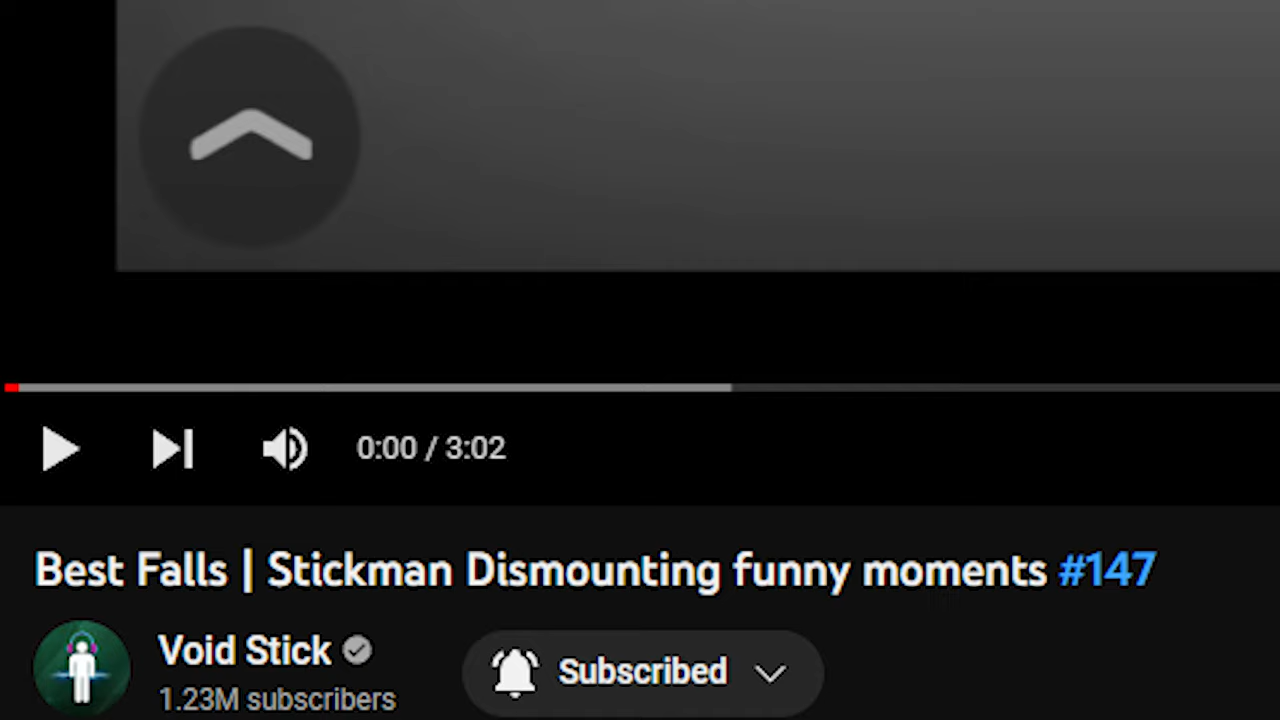 0:00 / 3:02
Best Falls | Stickman Dismounting funny moments #147
Void Stick
Subscribed
1.23M subscribers